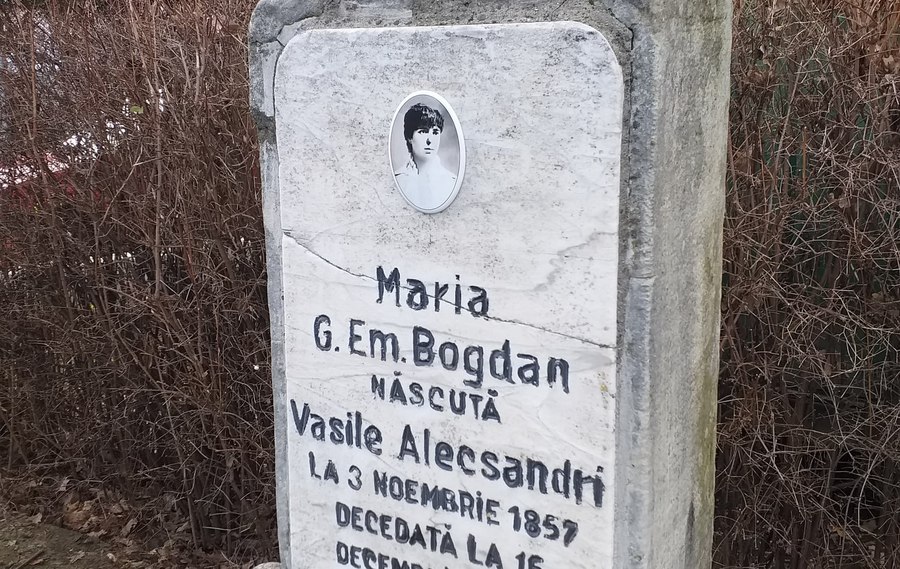 Maria
G. Em. Bogdan
NĂSCUTĂ
Vasile Alecsandri
LA 3 NOEMBRIE 1857
DECEDATĂ LA 16